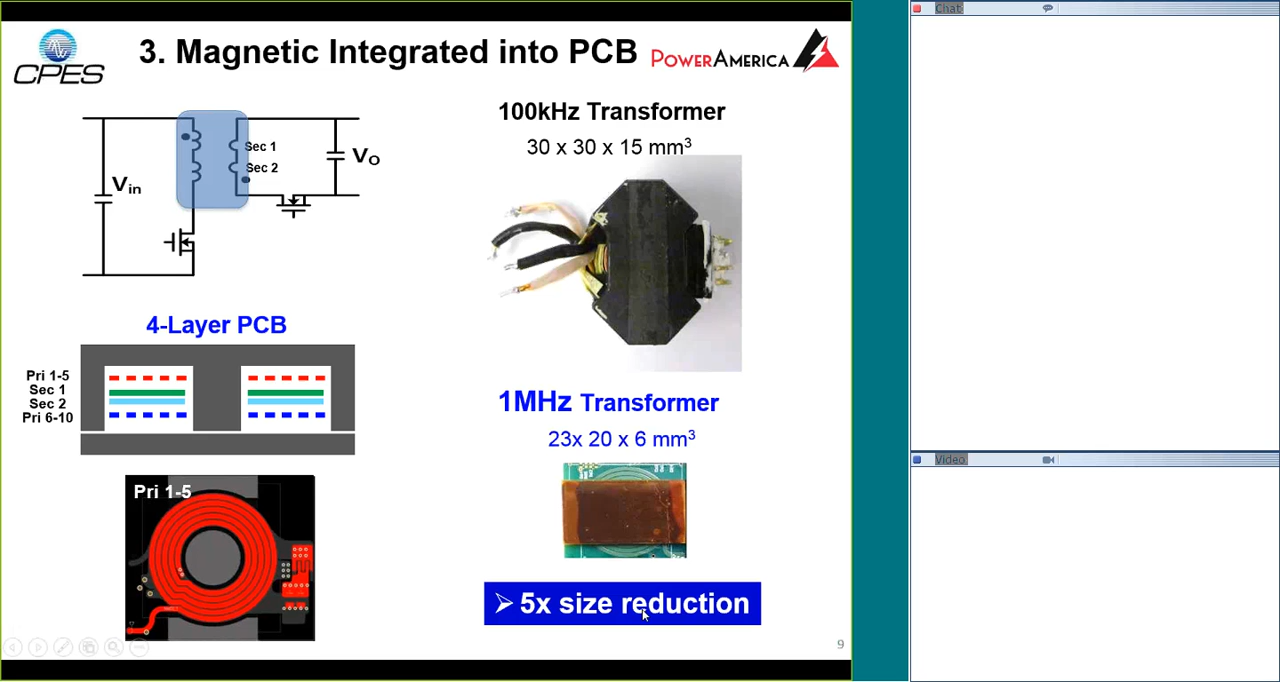 3. Magnetic Integrated into PCB
CPES
POWERAMERICA
Sec 1
Sec 2
Vin
VO
4-Layer PCB
Pri 1-5
Sec 1
Sec 2
Pri 6-10
Pri 1-5
100kHz Transformer
30 x 30 x 15 mm³
1MHz Transformer
23x 20 x 6 mm³
➢ 5x size reduction
9
Chat
Video